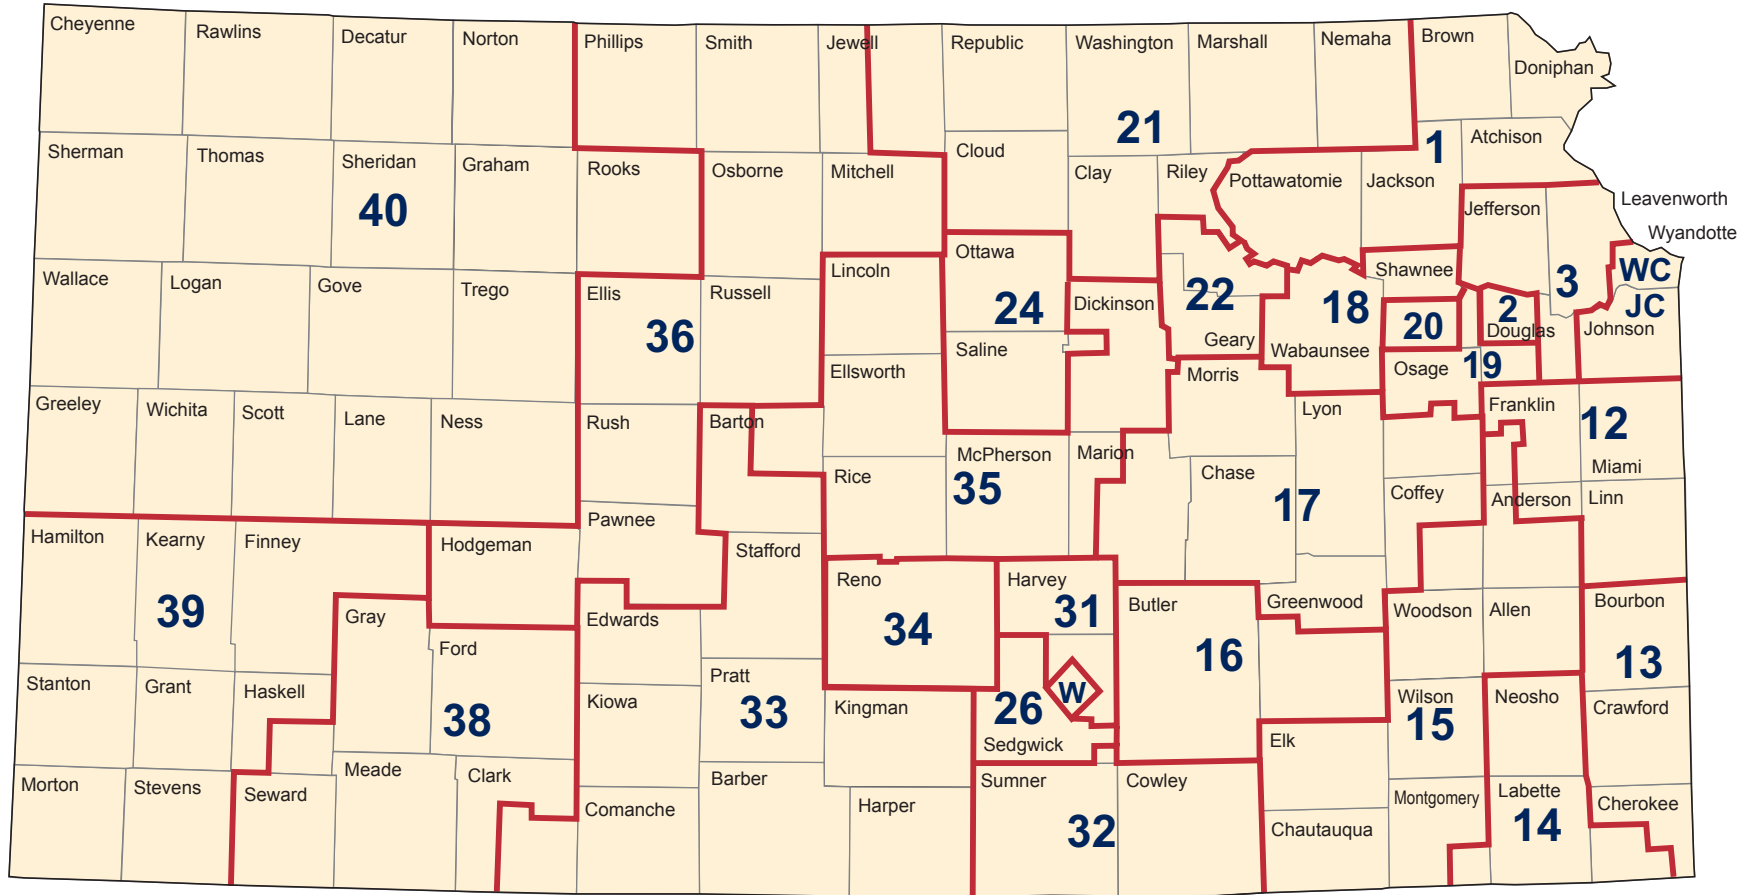 Cheyenne
Rawlins
Decatur
Norton
Phillips
Smith
Jewell
Republic
Washington
Marshall
Nemaha
Brown
Doniphan
21
1
Atchison
Sherman
Thomas
Sheridan
Graham
Rooks
Osborne
Mitchell
Cloud
Clay
Riley
Pottawatomie
Jackson
40
Jefferson
Leavenworth
Wyandotte
Wallace
Logan
Gove
Trego
Ellis
Russell
Lincoln
Ottawa
Dickinson
Shawnee
WC
3
JC
36
24
22
18
20
2
Geary
Wabaunsee
Douglas
Johnson
Saline
Ellsworth
Morris
Osage
19
Greeley
Wichita
Scott
Lane
Ness
Rush
Barton
Lyon
Franklin
12
Miami
McPherson
Marion
Rice
35
Chase
17
Coffey
Anderson
Linn
Hamilton
Kearny
Finney
Hodgeman
Pawnee
Stafford
Reno
Harvey
39
Gray
34
31
Butler
Greenwood
Woodson
Allen
Bourbon
Edwards
Ford
16
13
Stanton
Grant
Haskell
38
Kiowa
Pratt
33
Kingman
26
W
Sedgwick
Wilson
15
Neosho
Crawford
Elk
Morton
Stevens
Seward
Meade
Clark
Comanche
Barber
Harper
Sumner
Cowley
32
Chautauqua
Montgomery
Labette
14
Cherokee